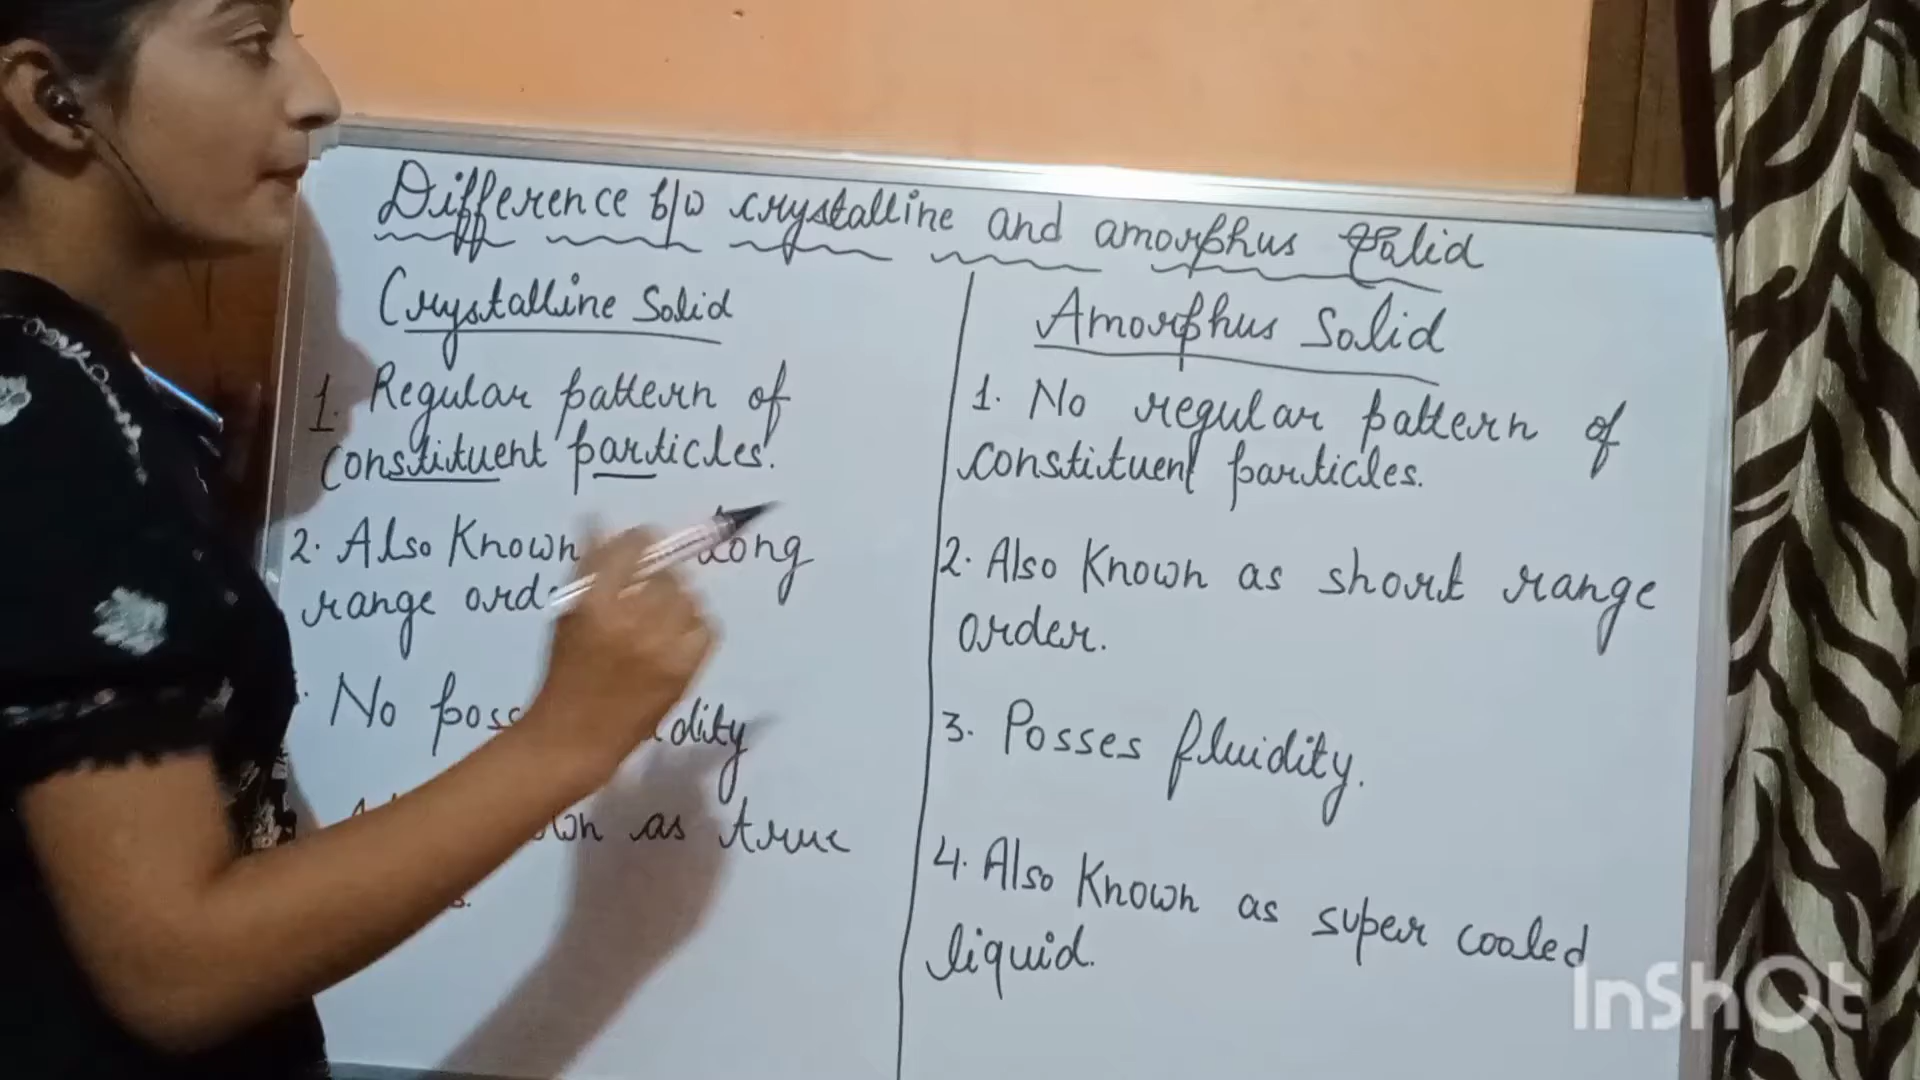 Difference b/w crystalline and amorphus Solid
Crystalline Solid
1. Regular pattern of
constituent particles.
2. Also Known Long
range
No dity
as true
Amorphus Solid
1. No regular pattern of
constituent particles.
2. Also Known as short range
order.
3. Posses fluidity.
4. Also Known as super cooled
liquid.
InShOt